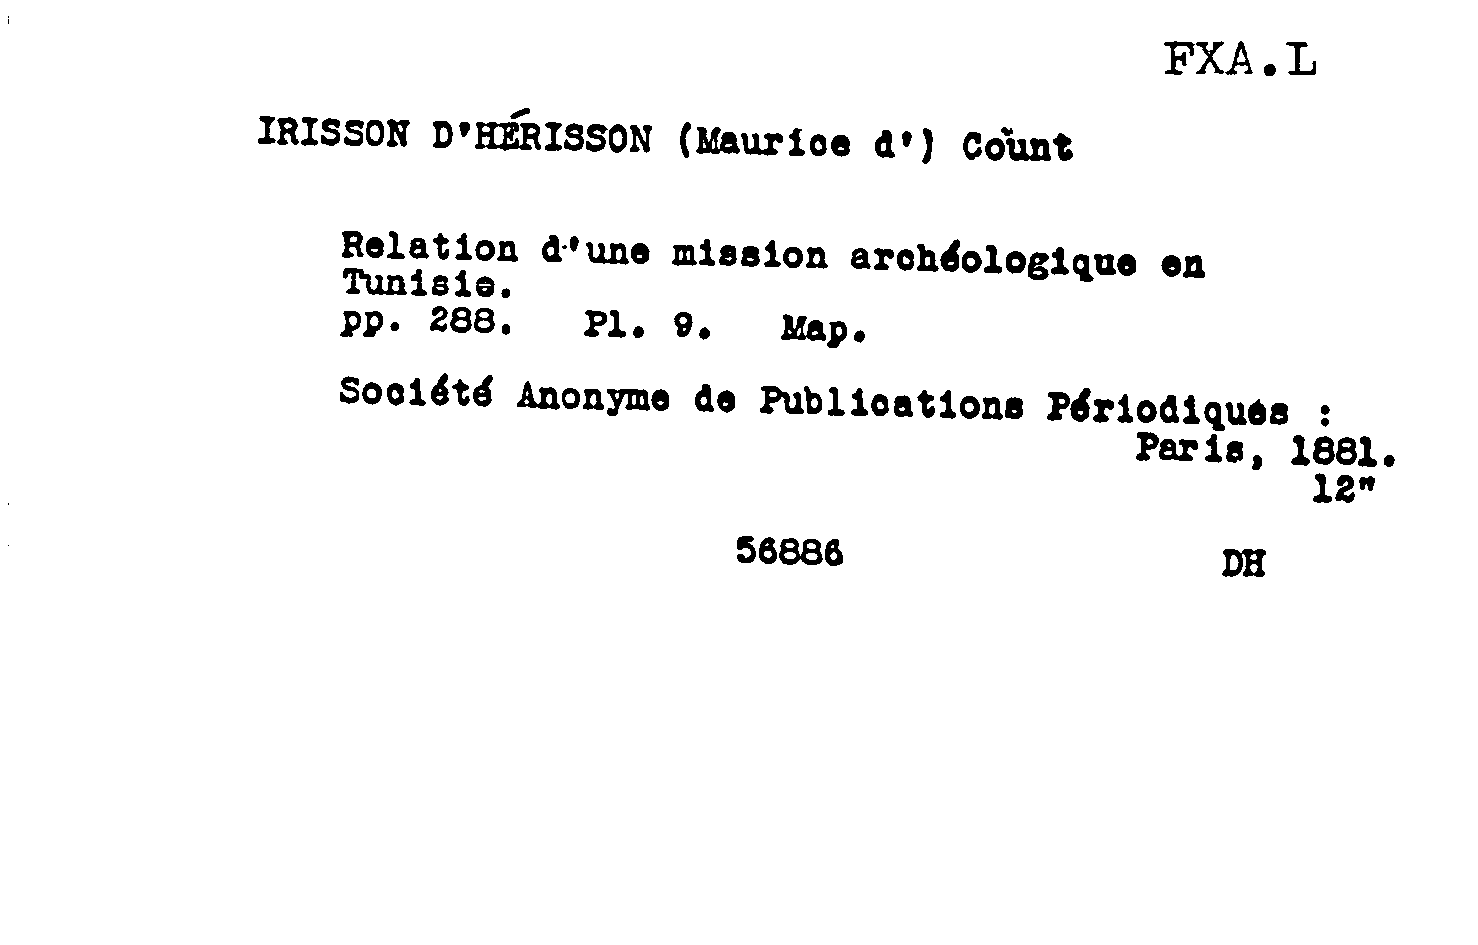 FXA.L
IRISSON D'HÉRISSON (Maurice d') Count
Relation d'une mission archéologique en
Tunisie.
pp. 288. Pl. 9. Map.
Société Anonyme de Publications Périodiques :
Paris, 1881.
12"
56886 DH